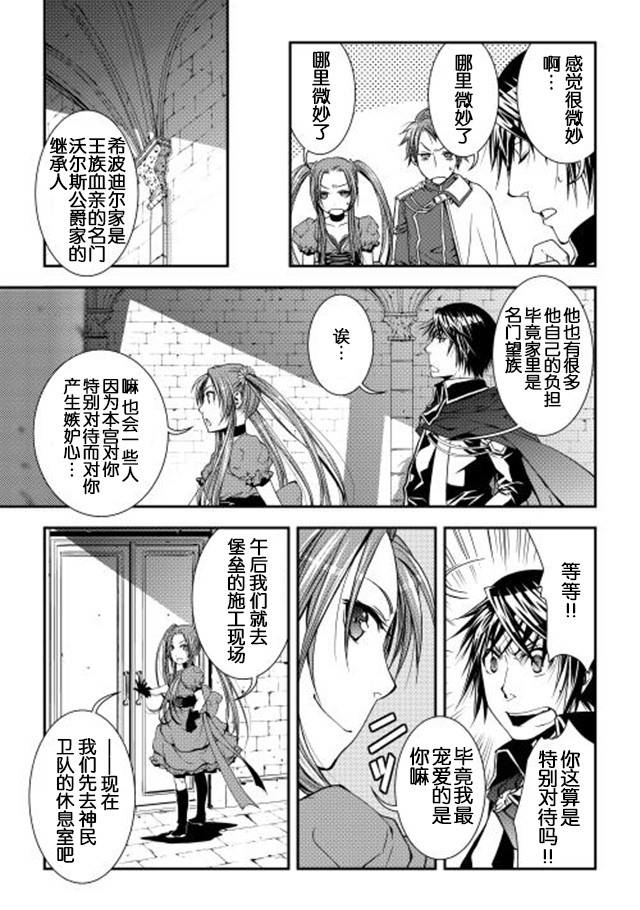 感觉很微妙
啊…
哪里微妙了
哪里微妙了
希波迪尔家是
王族血亲的名门
沃尔斯公爵家的
继承人
他也有很多
他自己的负担
毕竟家里是
名门望族
诶…
嘛也会一些人
因为本宫对你
特别对待而对你
产生嫉妒心…
等等!!
你这算是
特别对待吗!!
毕竟我最
宠爱的是
你嘛
午后我们就去
堡垒的施工现场
——现在
我们先去神民
卫队的休息室吧